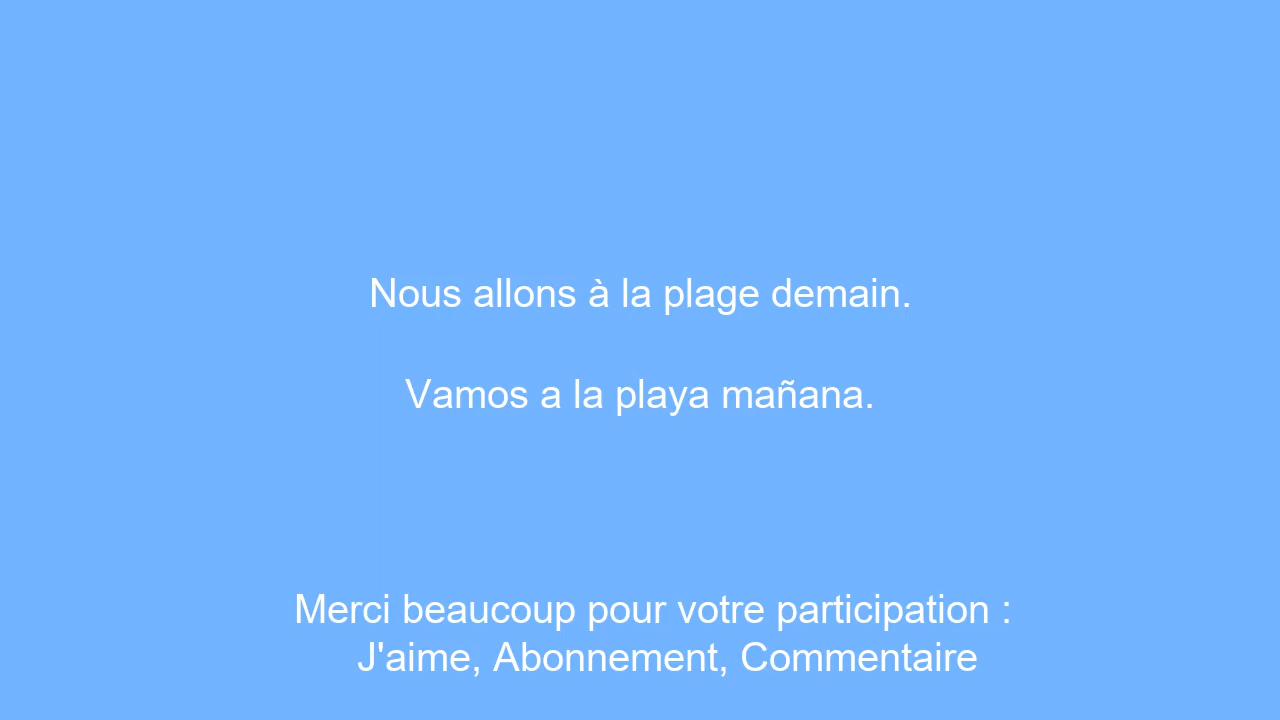 Nous allons à la plage demain.
Vamos a la playa mañana.
Merci beaucoup pour votre participation :
J'aime, Abonnement, Commentaire